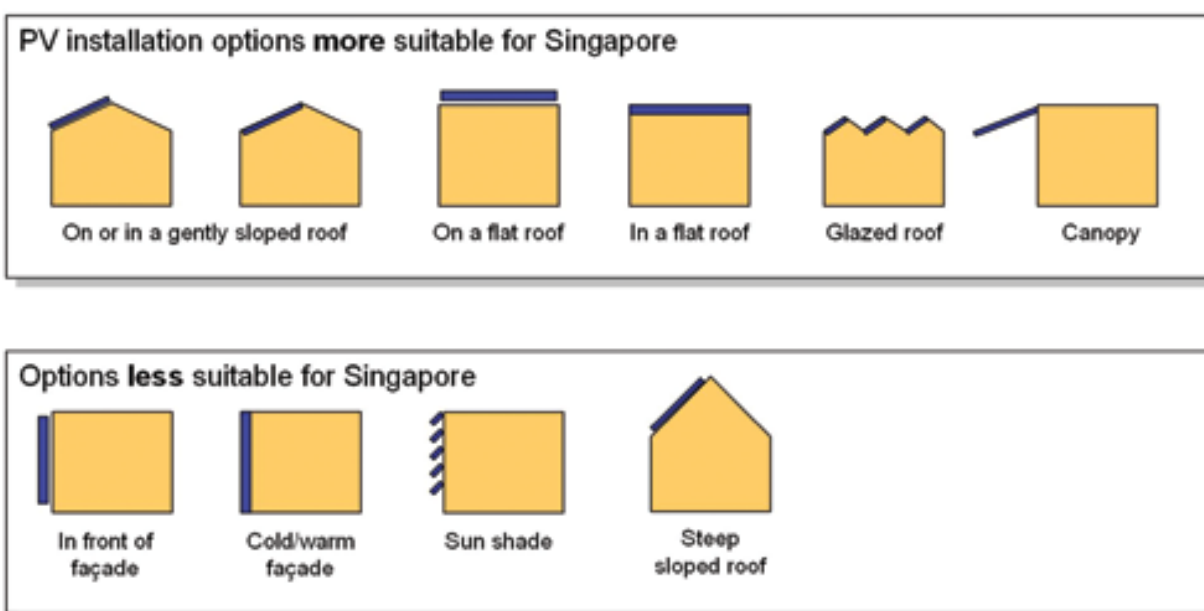 PV installation options more suitable for Singapore
On or in a gently sloped roof
On a flat roof
In a flat roof
Glazed roof
Canopy
Options less suitable for Singapore
In front of
façade
Cold/warm
façade
Sun shade
Steep
sloped roof